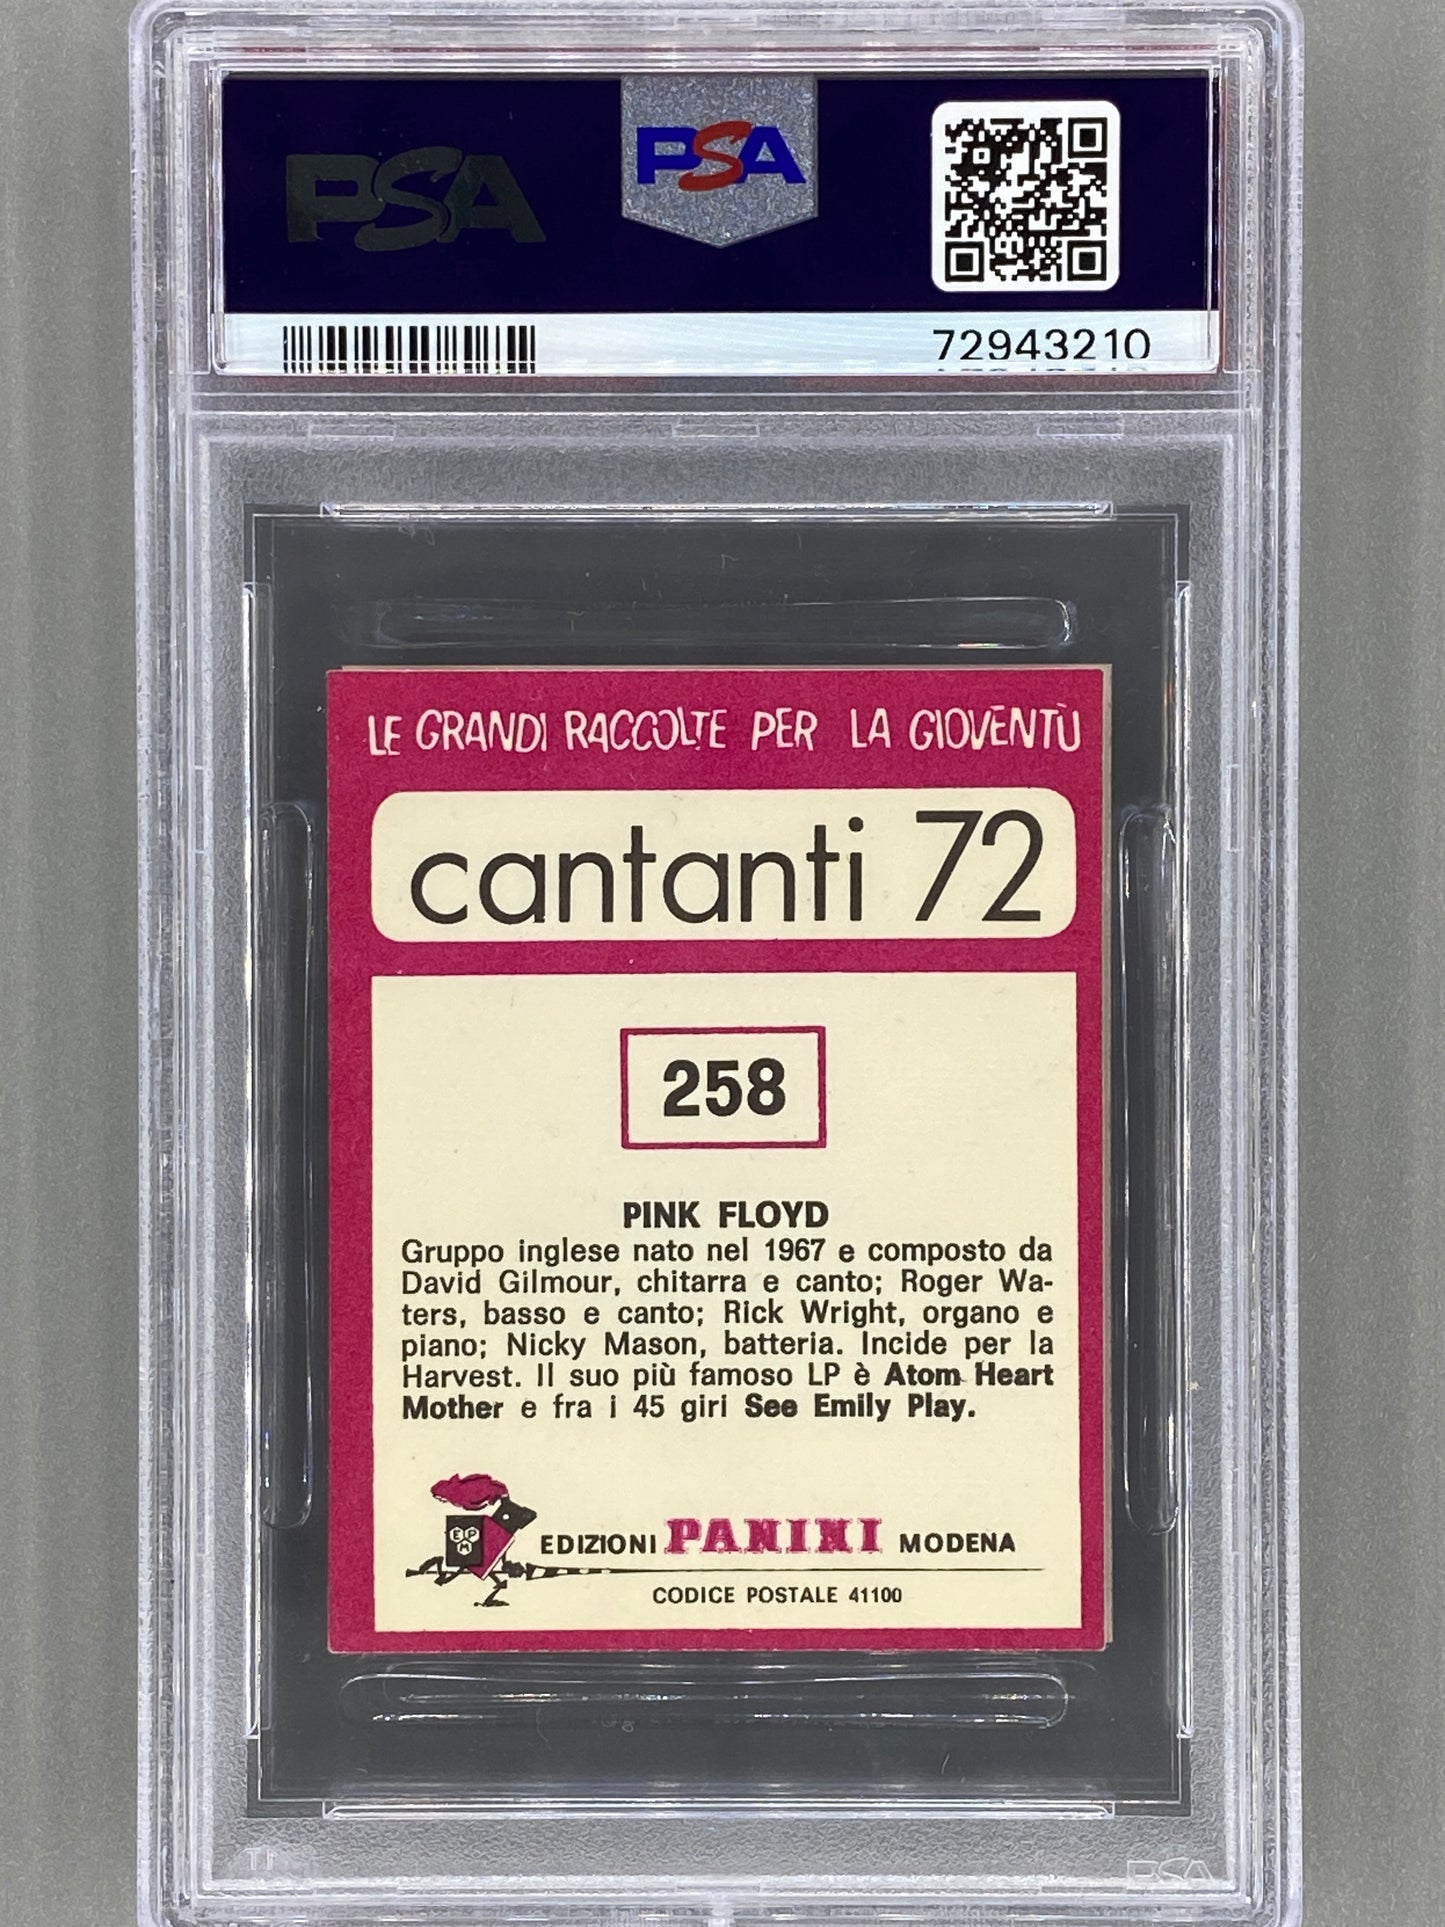 PSA
PSA
72943210
LE GRANDI RACCOLTE PER LA GIOVENTÙ
cantanti 72
258
PINK FLOYD
Gruppo inglese nato nel 1967 e composto da
David Gilmour, chitarra e canto; Roger Wa-
ters, basso e canto; Rick Wright, organo e
piano; Nicky Mason, batteria. Incide per la
Harvest. Il suo più famoso LP è Atom Heart
Mother e fra i 45 giri See Emily Play.
EPM
EDIZIONI PANINI MODENA
CODICE POSTALE 41100
PSA